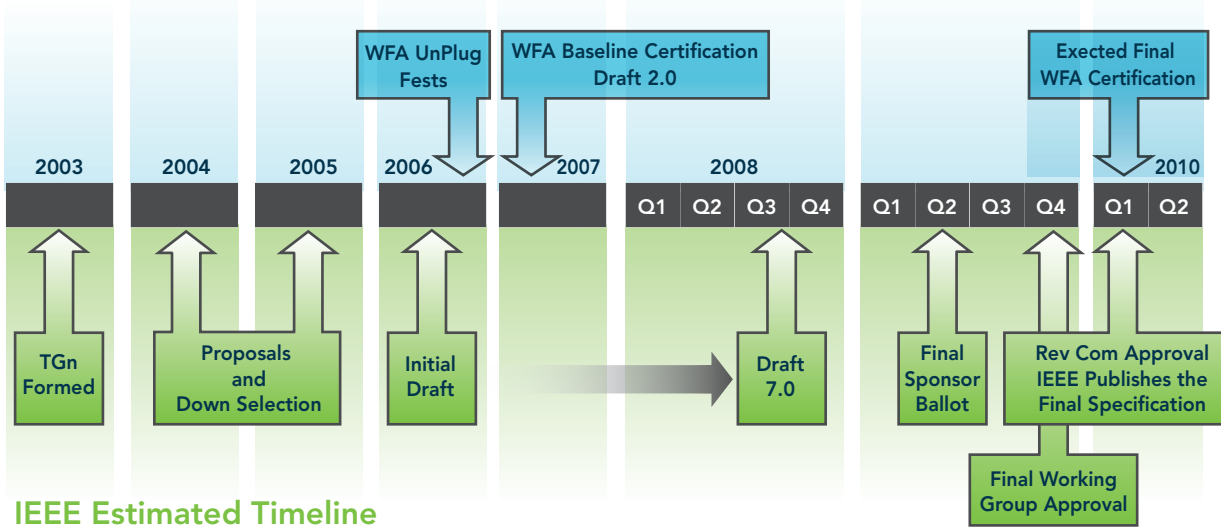 WFA UnPlug
Fests
WFA Baseline Certification
Draft 2.0
Exected Final
WFA Certification
2003
2004
2005
2006
2007
2008
2010
Q1
Q2
Q3
Q4
Q1
Q2
Q3
Q4
Q1
Q2
TGn
Formed
Proposals
and
Down Selection
Initial
Draft
Draft
7.0
Final
Sponsor
Ballot
Rev Com Approval
IEEE Publishes the
Final Specification
Final Working
Group Approval
IEEE Estimated Timeline